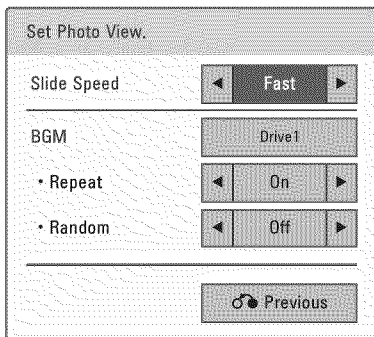 Set Photo View.
Slide Speed ◄ Fast ►
BGM Drive1
• Repeat ◄ On ►
• Random ◄ Off ►
Previous